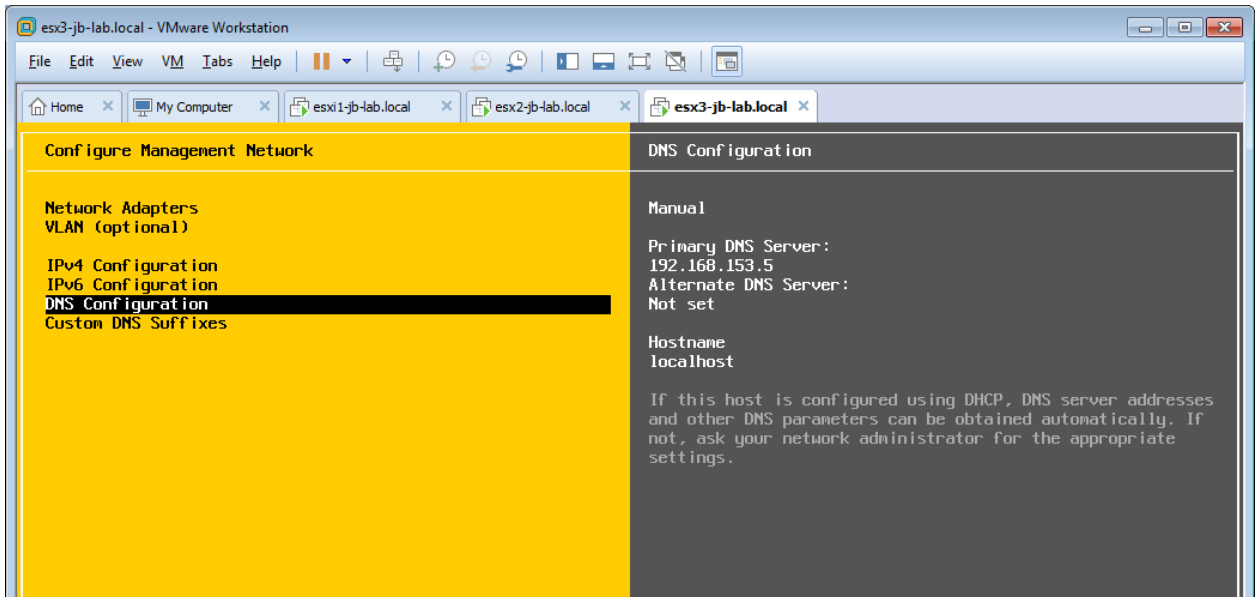 esx3-jb-lab.local - VMware Workstation
File Edit View VM Tabs Help
Home My Computer esxi1-jb-lab.local esx2-jb-lab.local esx3-jb-lab.local
Configure Management Network
Network Adapters
VLAN (optional)
IPv4 Configuration
IPv6 Configuration
DNS Configuration
Custom DNS Suffixes
DNS Configuration
Manual
Primary DNS Server:
192.168.153.5
Alternate DNS Server:
Not set
Hostname
localhost
If this host is configured using DHCP, DNS server addresses
and other DNS parameters can be obtained automatically. If
not, ask your network administrator for the appropriate
settings.